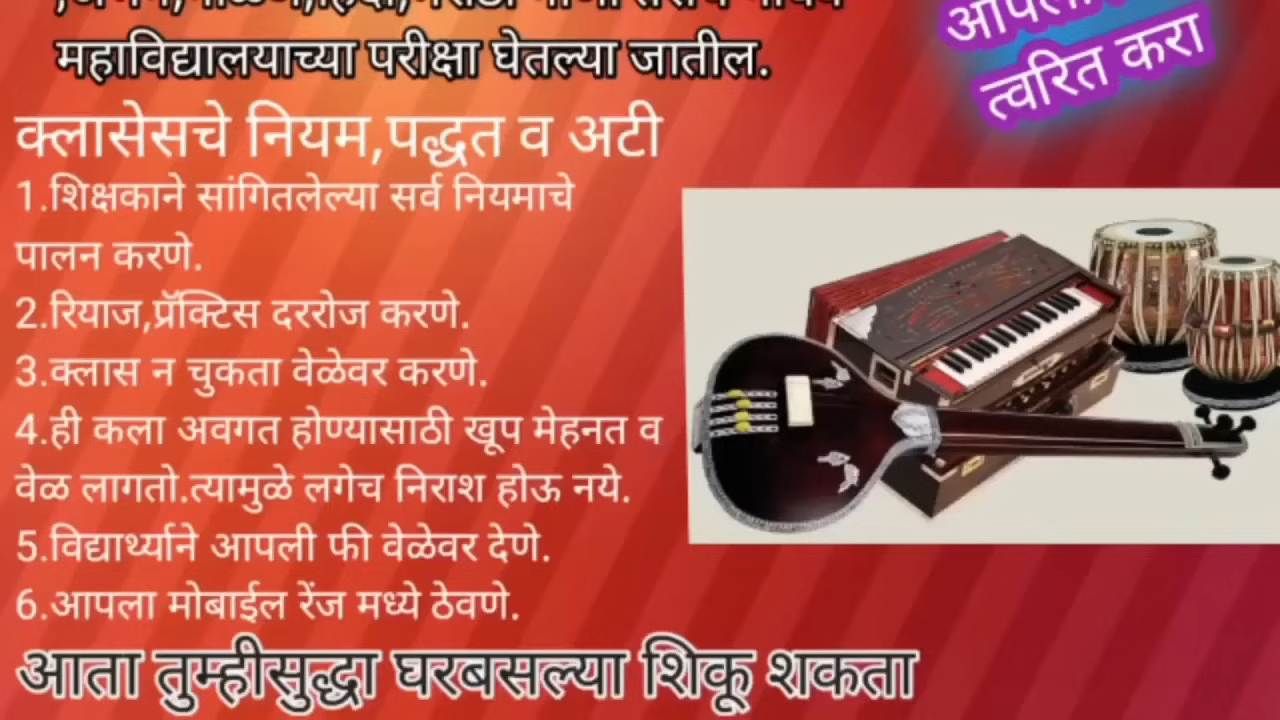 महाविद्यालयाच्या परीक्षा घेतल्या जातील.
त्वरित करा
क्लासेसचे नियम,पद्धत व अटी
1.शिक्षकाने सांगितलेल्या सर्व नियमाचे
पालन करणे.
2.रियाज,प्रॅक्टिस दररोज करणे.
3.क्लास न चुकता वेळेवर करणे.
4.ही कला अवगत होण्यासाठी खूप मेहनत व
वेळ लागतो.त्यामुळे लगेच निराश होऊ नये.
5.विद्यार्थ्याने आपली फी वेळेवर देणे.
6.आपला मोबाईल रेंज मध्ये ठेवणे.
आता तुम्हीसुद्धा घरबसल्या शिकू शकता